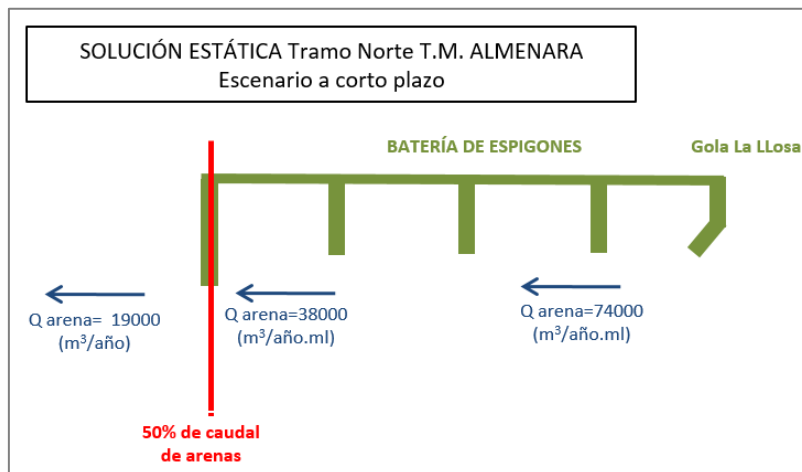 SOLUCIÓN ESTÁTICA Tramo Norte T.M. ALMENARA
Escenario a corto plazo
BATERÍA DE ESPIGONES
Gola La LLosa
Q arena= 19000
(m³/año)
Q arena=38000
(m³/año.ml)
Q arena=74000
(m³/año.ml)
50% de caudal
de arenas